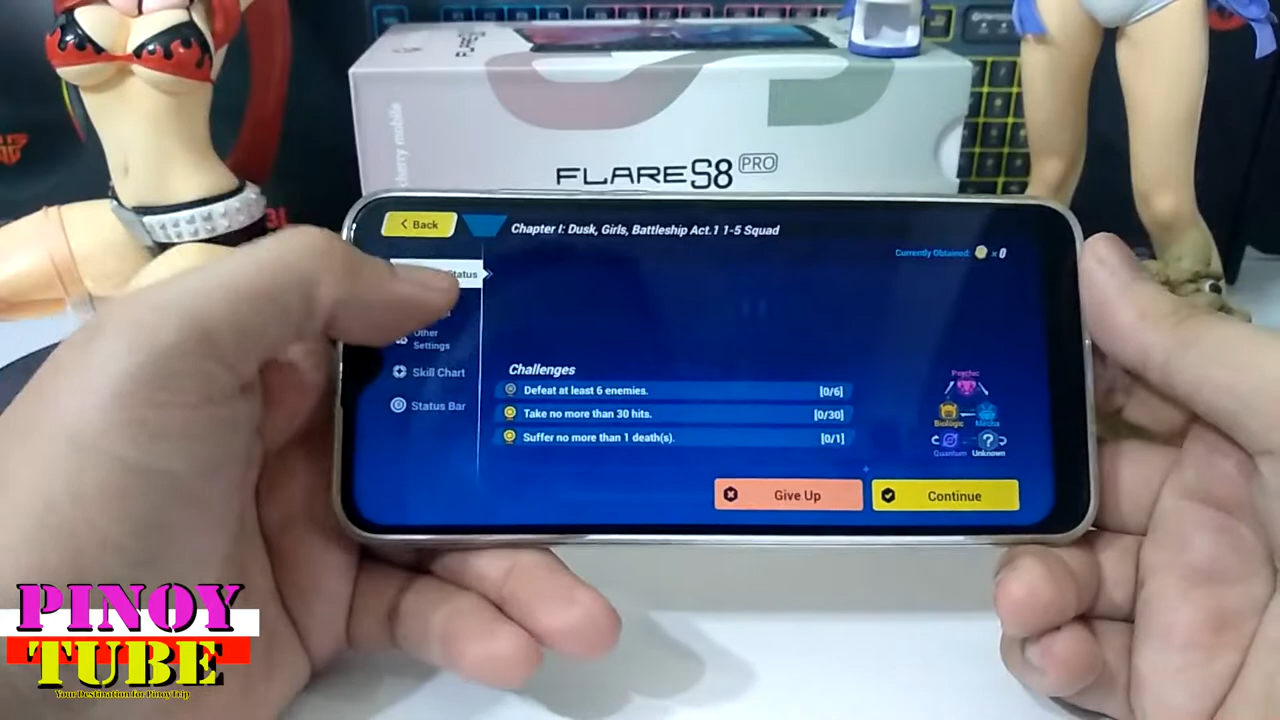 cherry mobile
FLARE S8 PRO
Back
Chapter I: Dusk, Girls, Battleship Act.1 1-5 Squad
Currently Obtained: ×0
Status
Other
Settings
Skill Chart
Status Bar
Challenges
Defeat at least 6 enemies. [0/6]
Take no more than 30 hits. [0/30]
Suffer no more than 1 death(s). [0/1]
Psychic
Biologic Mecha
Quantum Unknown
Give Up
Continue
PINOY
TUBE
Your Destination for PinoyTrip